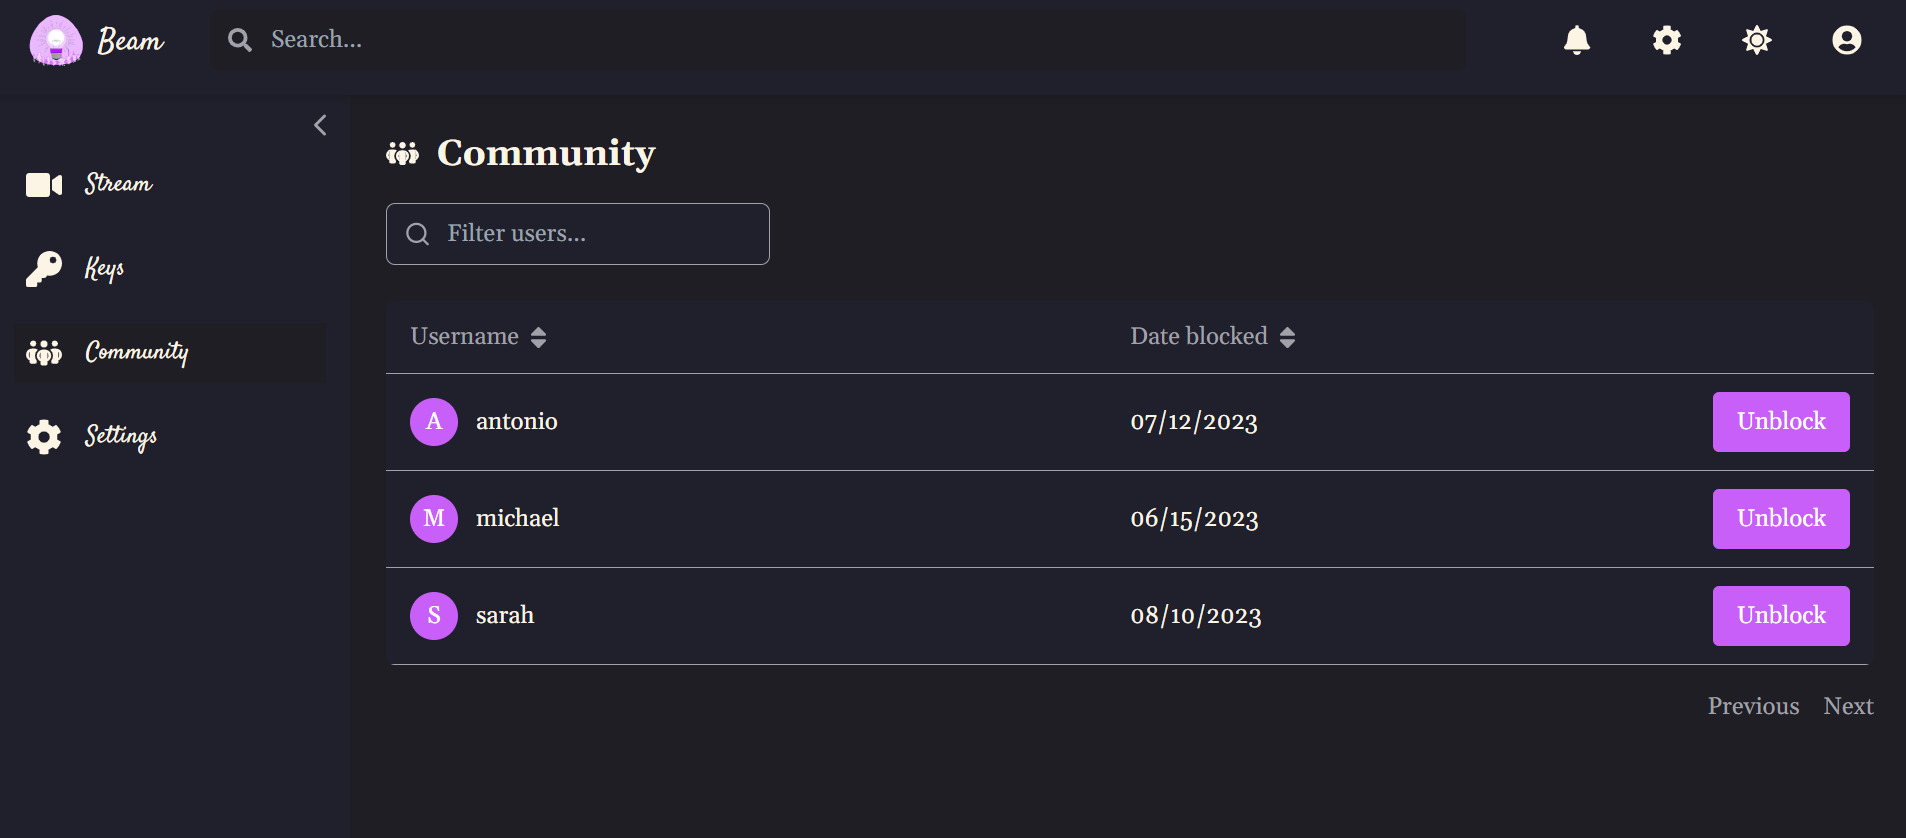 Beam
Search...
Stream
Keys
Community
Settings
Community
Filter users...
Username Date blocked
A antonio 07/12/2023 Unblock
M michael 06/15/2023 Unblock
S sarah 08/10/2023 Unblock
Previous Next